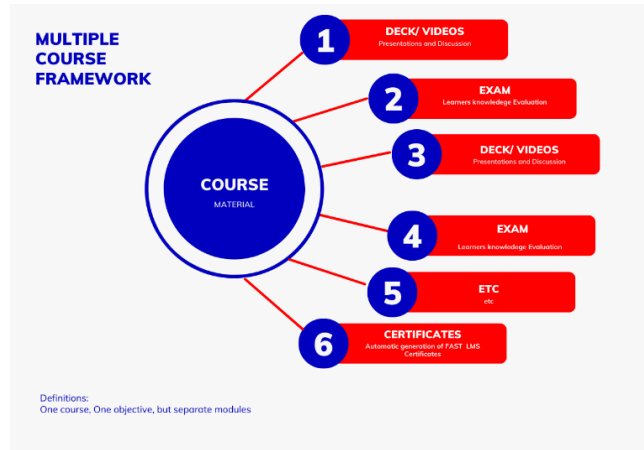 MULTIPLE
COURSE
FRAMEWORK
1
DECK/ VIDEOS
Presentations and Discussion
2
EXAM
Learners knowledege Evaluation
3
DECK/ VIDEOS
Presentations and Discussion
COURSE
MATERIAL
4
EXAM
Learners knowledege Evaluation
5
ETC
etc
6
CERTIFICATES
Automatic generation of FAST LMS
Certificates
Definitions:
One course, One objective, but separate modules